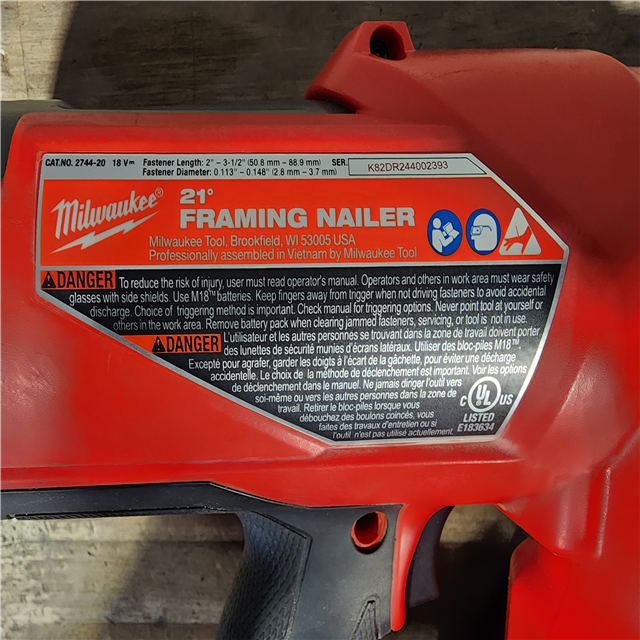 CAT.NO. 2744-20 18 V⎓ Fastener Length: 2" - 3-1/2" (50.8 mm - 88.9 mm) SER.
Fastener Diameter: 0.113" - 0.148" (2.8 mm - 3.7 mm)
K82DR244002393
Milwaukee®
21°
FRAMING NAILER
Milwaukee Tool, Brookfield, WI 53005 USA
Professionally assembled in Vietnam by Milwaukee Tool
DANGER To reduce the risk of injury, user must read operator's manual. Operators and others in work area must wear safety
glasses with side shields. Use M18™ batteries. Keep fingers away from trigger when not driving fasteners to avoid accidental
discharge. Choice of triggering method is important. Check manual for triggering options. Never point tool at yourself or
others in the work area. Remove battery pack when clearing jammed fasteners, servicing, or tool is not in use.
DANGER L'utilisateur et les autres personnes se trouvant dans la zone de travail doivent porter
des lunettes de sécurité munies d'écrans latéraux. Utiliser des bloc-piles M18™.
Excepté pour agrafer, garder les doigts à l'écart de la gâchette, pour éviter une décharge
accidentelle. Le choix de la méthode de déclenchement est important. Voir les options
de déclenchement dans le manuel. Ne jamais diriger l'outil vers
soi-même ou vers les autres dans la zone de
travail. Retirer le bloc-piles lorsque vous
débouchez des boulons coincés, vous
faites des travaux d'entretien ou si
l'outil n'est pas utilisé actuellement.
C UL US
LISTED
E183634